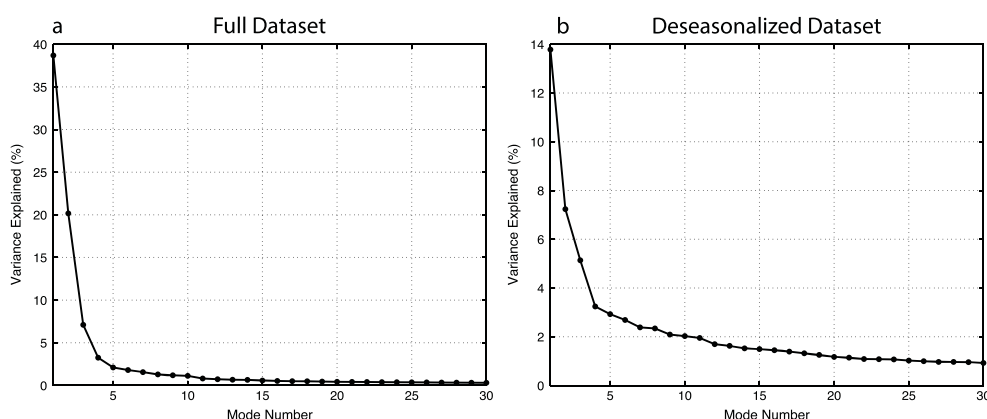 a Full Dataset
40
35
30
25
20
15
10
5
0
Variance Explained (%)
5 10 15 20 25 30
Mode Number
b Deseasonalized Dataset
14
12
10
8
6
4
2
0
Variance Explained (%)
5 10 15 20 25 30
Mode Number